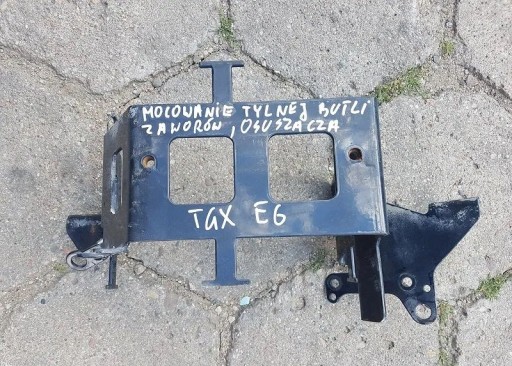 MOCOWANIE TYLNEJ BUTLI
ZAWORÓW, OSUSZACZA
TGX E6